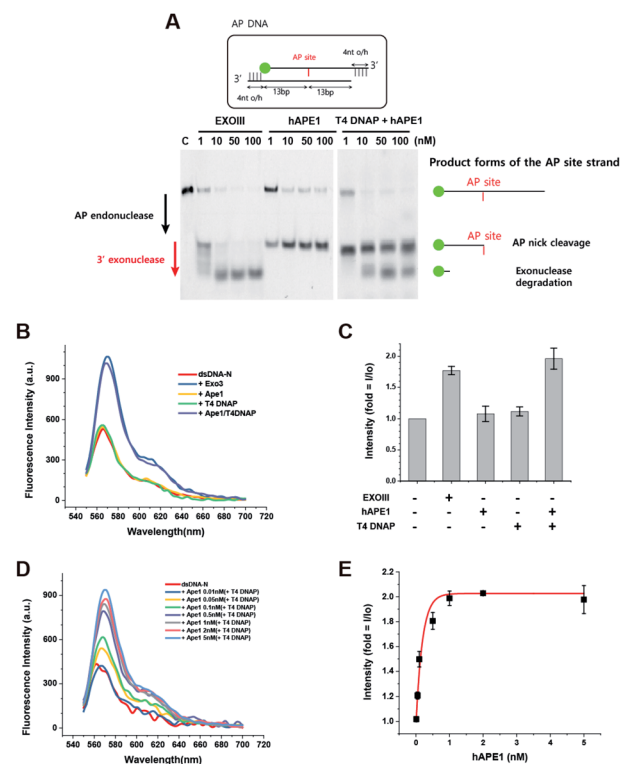 A
AP DNA
AP site
4nt o/h
3’
3’
13bp
13bp
4nt o/h
EXOIII
hAPE1
T4 DNAP + hAPE1
C 1 10 50 100 1 10 50 100 1 10 50 100 (nM)
Product forms of the AP site strand
AP site
AP endonuclease
AP site
AP nick cleavage
3’ exonuclease
Exonuclease
degradation
B
Fluorescence Intensity (a.u.)
900
600
300
0
540 560 580 600 620 640 660 680 700 720
Wavelength(nm)
dsDNA-N
+ Exo3
+ Ape1
+ T4 DNAP
+ Ape1/T4DNAP
C
Intensity (fold = I/Io)
2.0
1.5
1.0
0.5
0.0
EXOIII - + - - -
hAPE1 - - + - +
T4 DNAP - - - + +
D
Fluorescence Intensity (a.u.)
900
750
600
450
300
150
0
540 560 580 600 620 640 660 680 700 720
Wavelength(nm)
dsDNA-N
+ Ape1 0.01nM(+ T4 DNAP)
+ Ape1 0.05nM(+ T4 DNAP)
+ Ape1 0.1nM(+ T4 DNAP)
+ Ape1 0.5nM(+ T4 DNAP)
+ Ape1 1nM(+ T4 DNAP)
+ Ape1 2nM(+ T4 DNAP)
+ Ape1 5nM(+ T4 DNAP)
E
Intensity (fold = I/Io)
2.2
2.0
1.8
1.6
1.4
1.2
1.0
0 1 2 3 4 5
hAPE1 (nM)